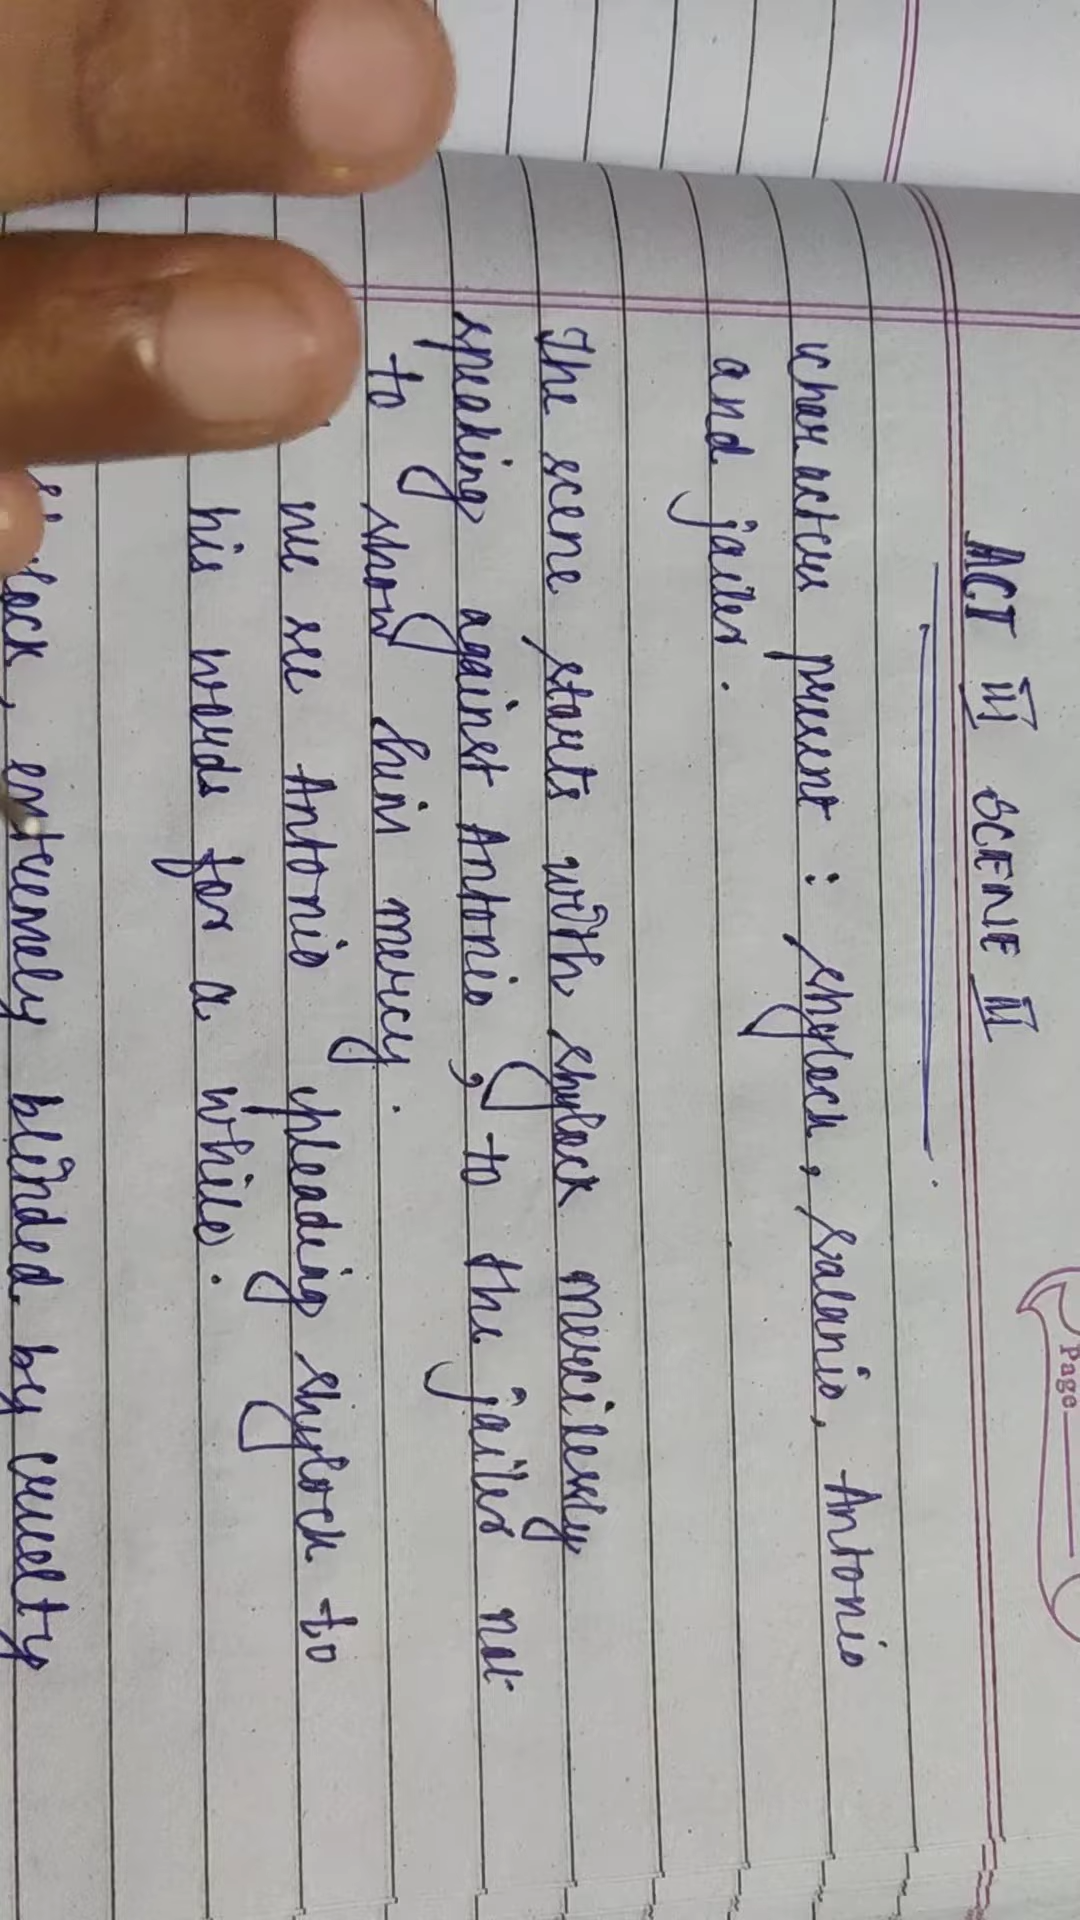 Page
ACT III SCENE III
characters present : shylock, salanio, Antonio
and jailer.
The scene starts with shylock mercilessly
speaking against Antonio, to the jailer not
to show him mercy.
we see Antonio pleading shylock to
his words for a while.
extremely blinded by cruelty